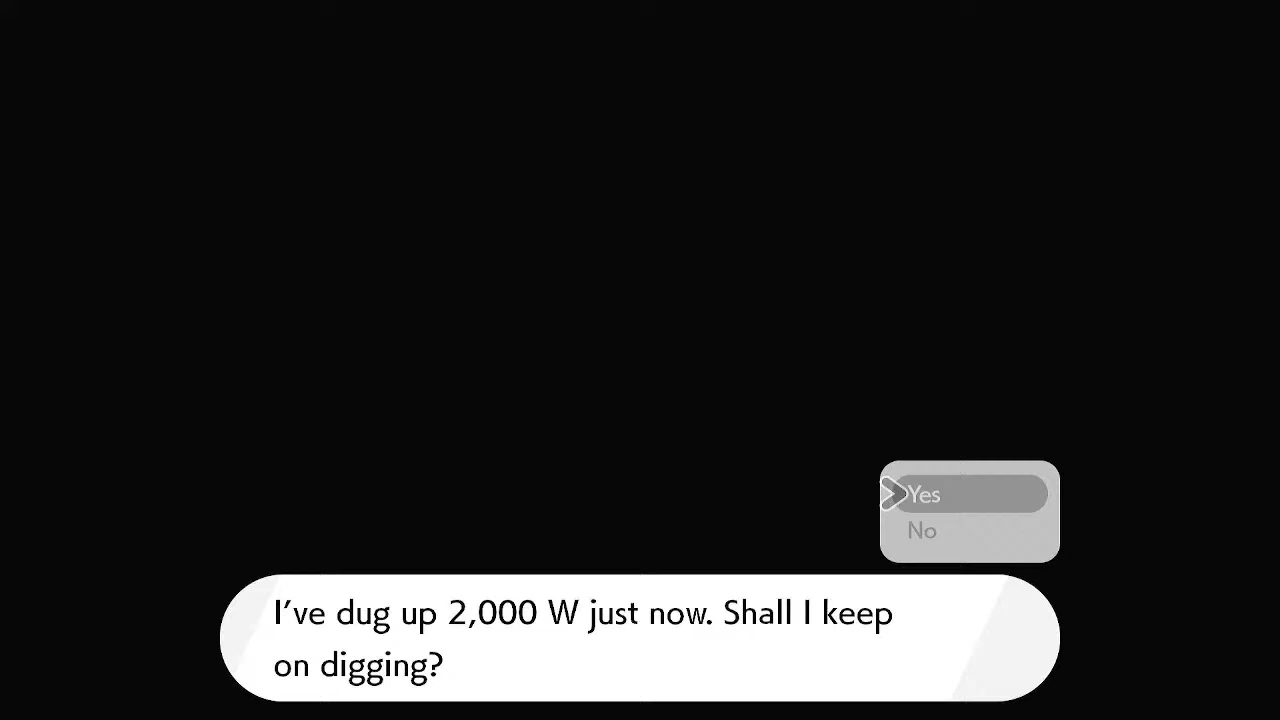 Yes
No
I've dug up 2,000 W just now. Shall I keep
on digging?